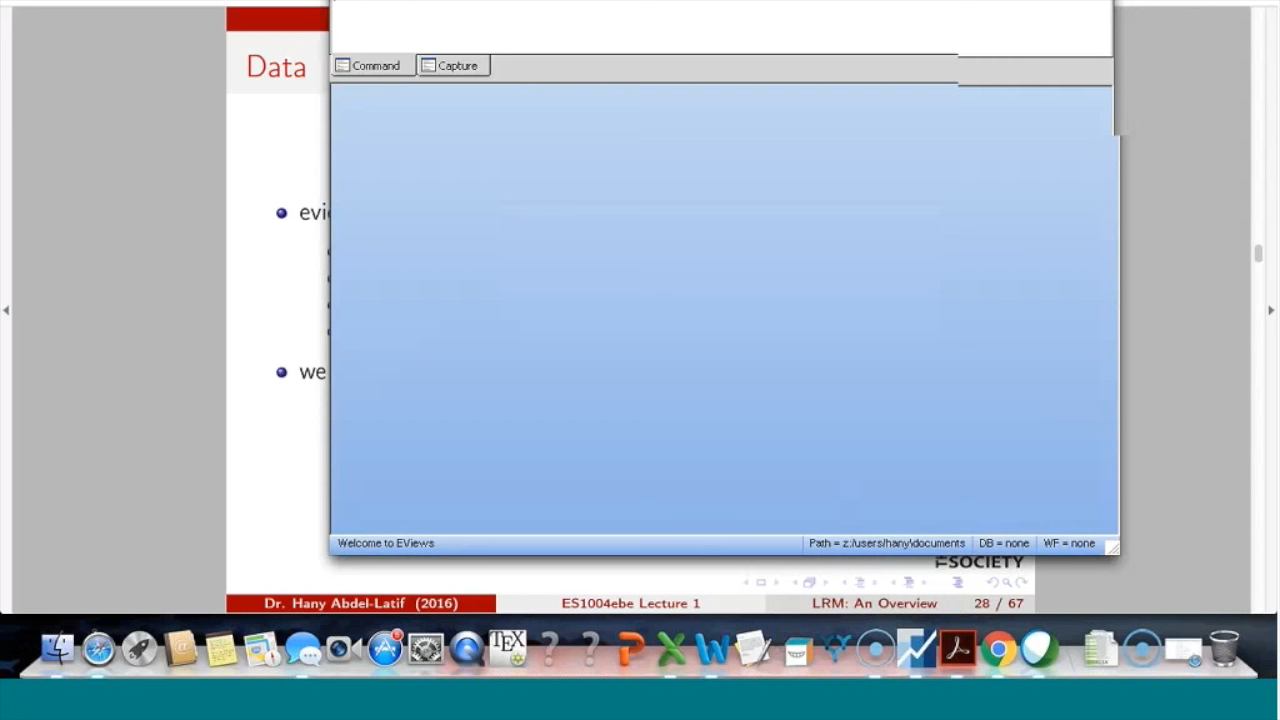 Command Capture
Data
evi
we
Welcome to EViews Path = z:/users/hany\documents DB = none WF = none
SOCIETY
Dr. Hany Abdel-Latif (2016) ES1004ebe Lecture 1 LRM: An Overview 28 / 67
TEX